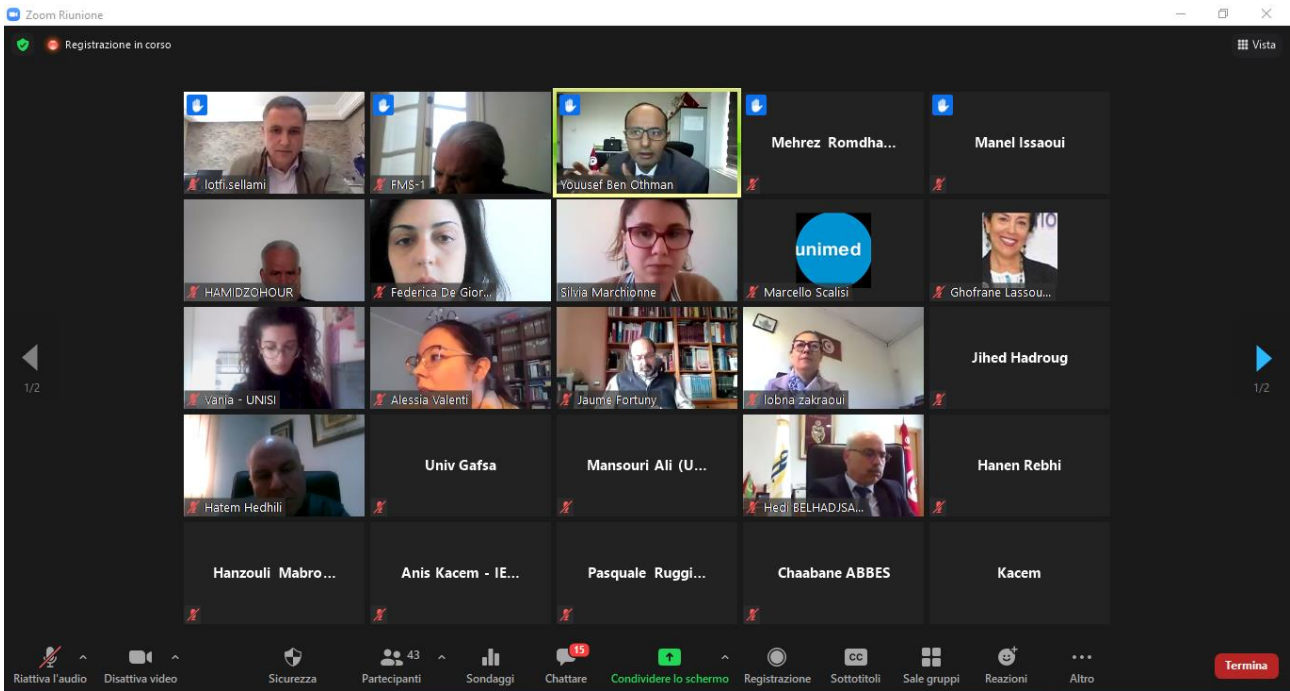 Zoom Riunione
Registrazione in corso
Vista
lotfi.sellami
FMS-1
Yousef Ben Othman
Mehrez Romdha...
Manel Issaoui
HAMIDZOHOUR
Federica De Gior...
Silvia Marchionne
unimed
Marcello Scalisi
Ghofrane Lassou...
Vania - UNISI
Alessia Valenti
Jaume Fortuny
lobna zakraoui
Jihed Hadroug
1/2
1/2
Hatem Hedhili
Univ Gafsa
Mansouri Ali (U...
Hedi BELHADJSA...
Hanen Rebhi
Hanzouli Mabro...
Anis Kacem - IE...
Pasquale Ruggi...
Chaabane ABBES
Kacem
43
15
CC
Riattiva l'audio
Disattiva video
Sicurezza
Partecipanti
Sondaggi
Chattare
Condividere lo schermo
Registrazione
Sottotitoli
Sale gruppi
Reazioni
Altro
Termina